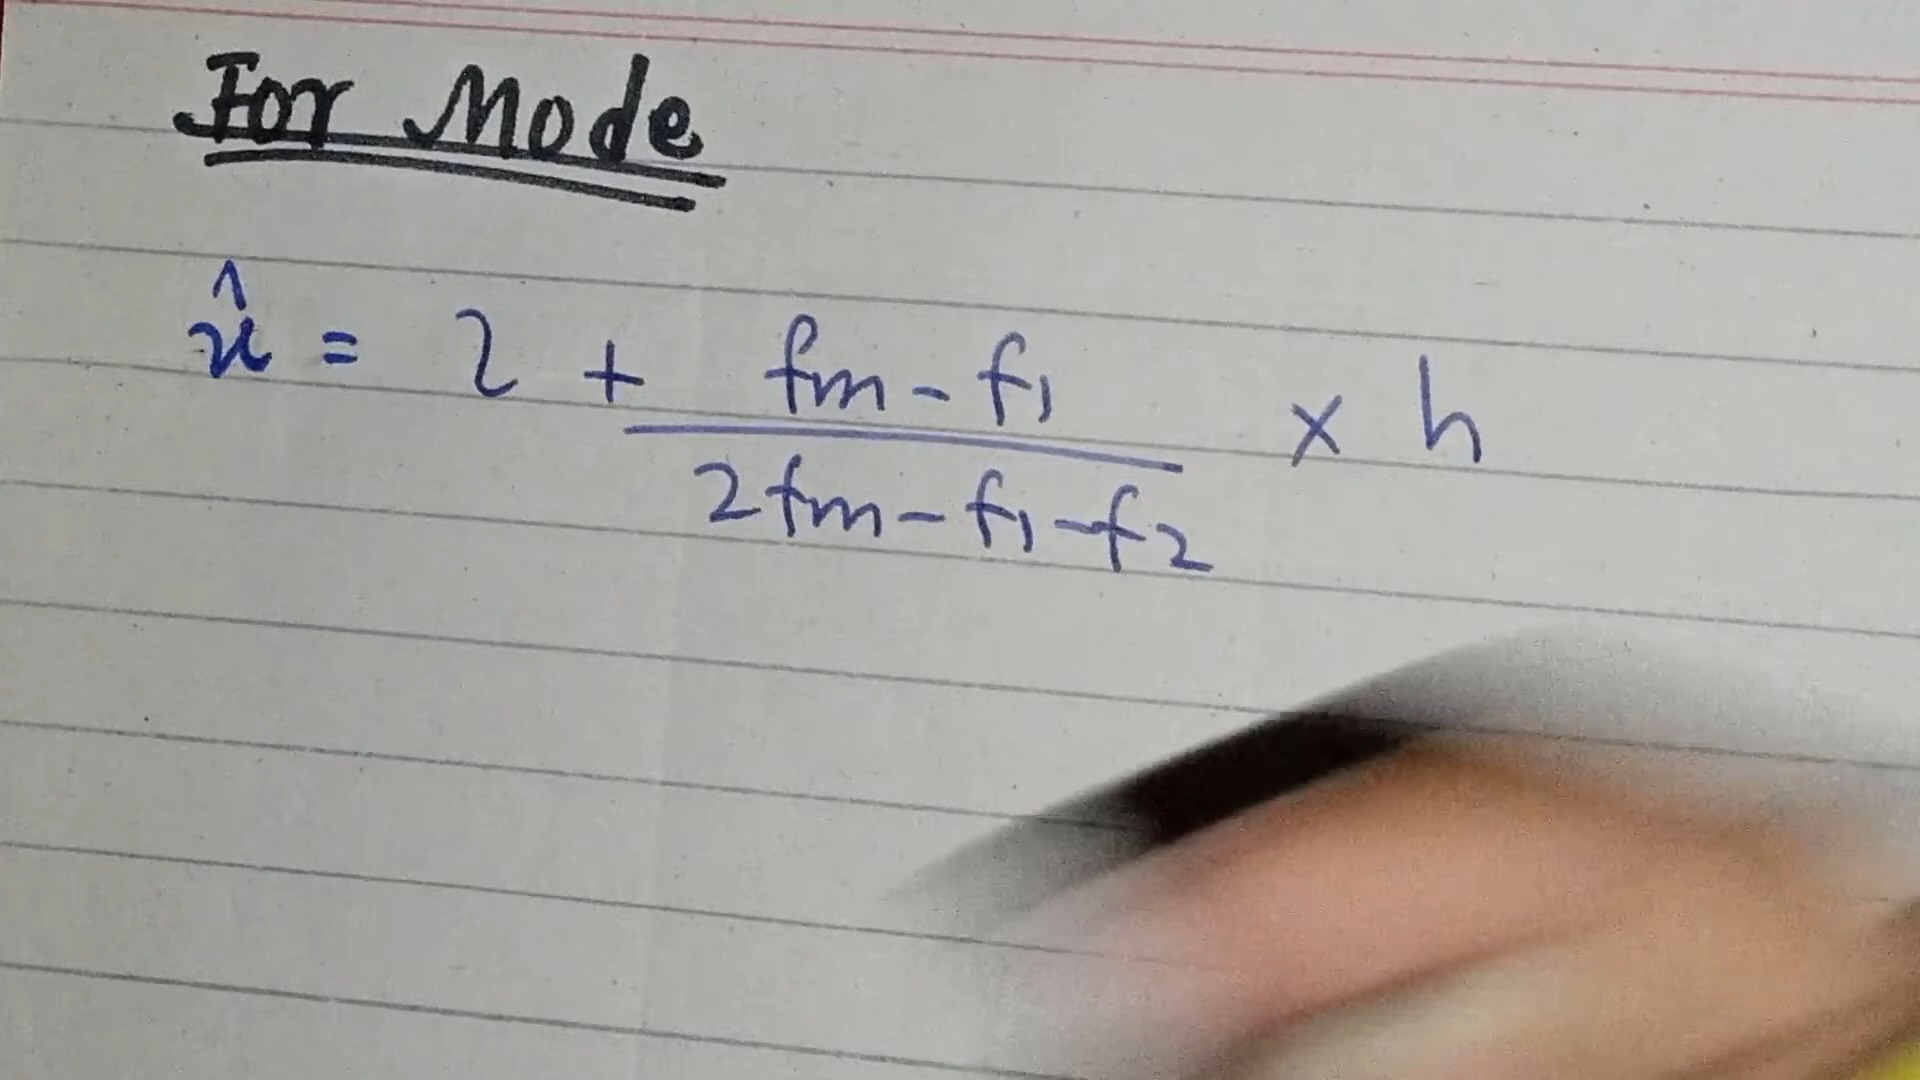 For Mode
x̂ = l + fm - f1 / 2fm - f1 - f2 × h